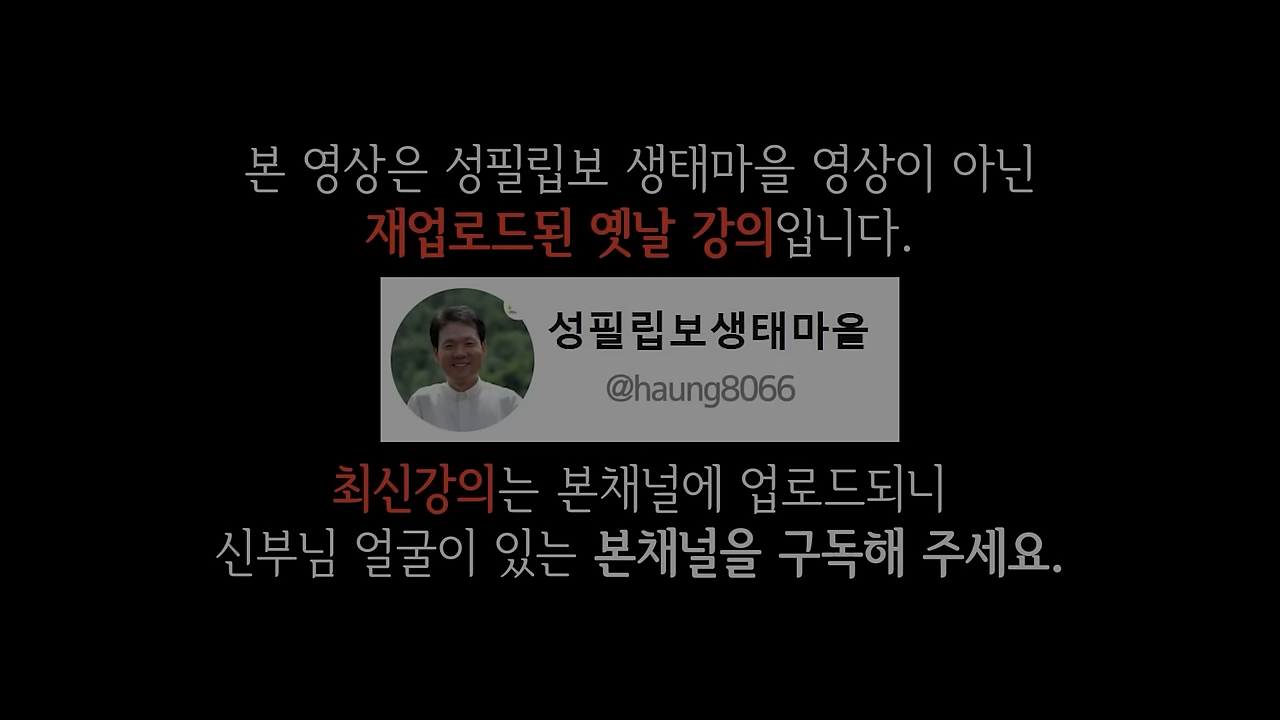 본 영상은 성필립보 생태마을 영상이 아닌
재업로드된 옛날 강의입니다.
성필립보생태마을
@haung8066
최신강의는 본채널에 업로드되니
신부님 얼굴이 있는 본채널을 구독해 주세요.